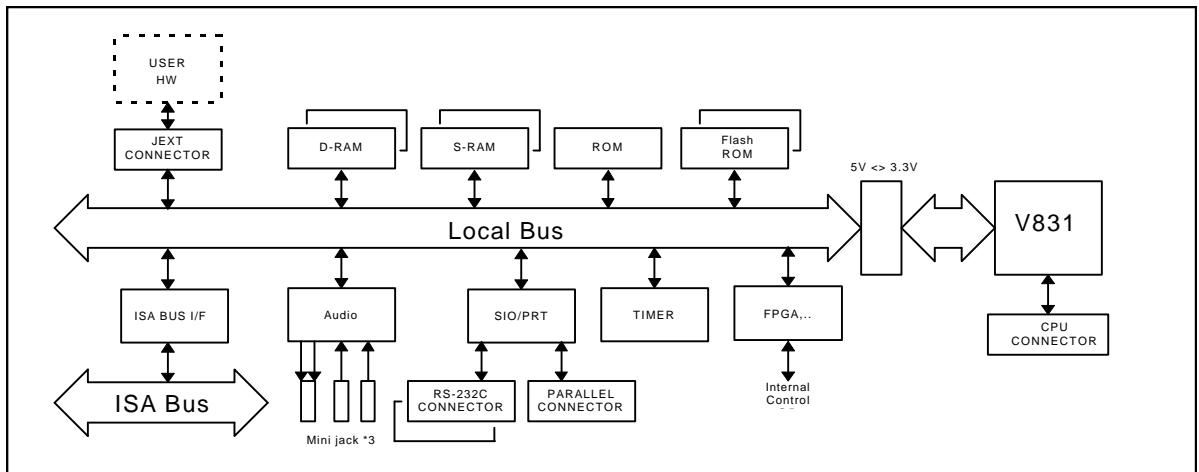 USER
HW
JEXT
CONNECTOR
D-RAM
S-RAM
ROM
Flash
ROM
5V <> 3.3V
V831
Local Bus
ISA BUS I/F
Audio
SIO/PRT
TIMER
FPGA,..
CPU
CONNECTOR
ISA Bus
Mini jack *3
RS-232C
CONNECTOR
PARALLEL
CONNECTOR
Internal
Control